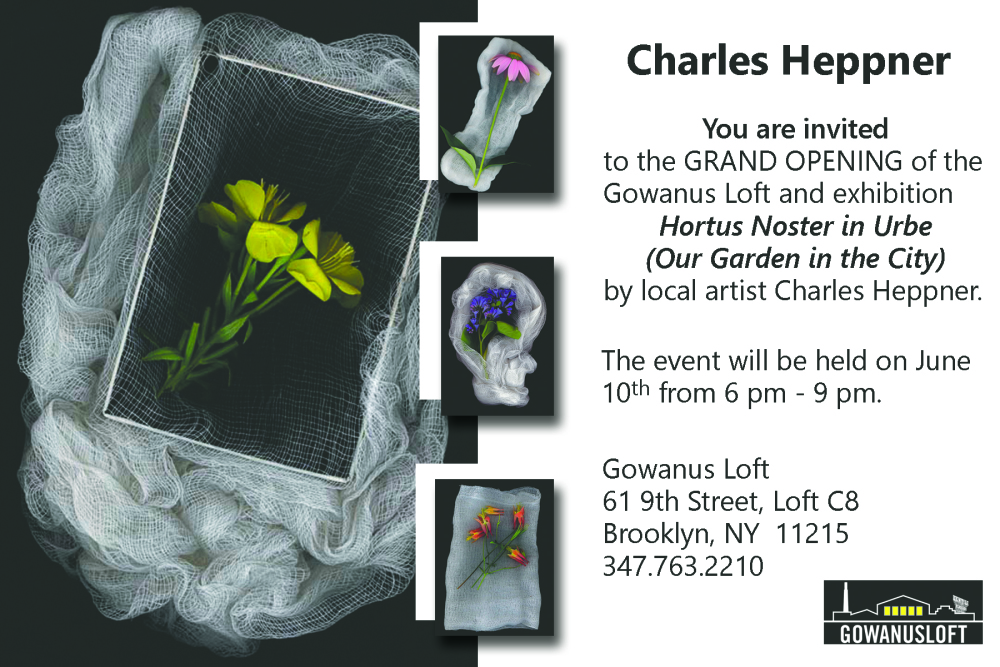 Charles Heppner
You are invited
to the GRAND OPENING of the
Gowanus Loft and exhibition
Hortus Noster in Urbe
(Our Garden in the City)
by local artist Charles Heppner.
The event will be held on June
10th from 6 pm - 9 pm.
Gowanus Loft
61 9th Street, Loft C8
Brooklyn, NY 11215
347.763.2210
GOWANUSLOFT